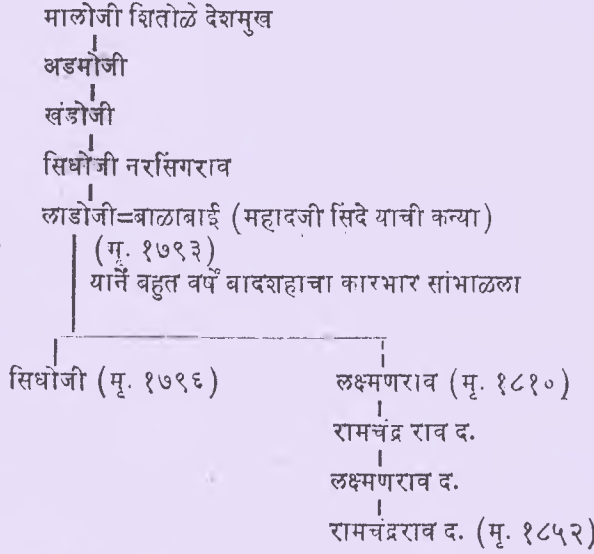 मालोजी शितोळे देशमुख
अडमोजी
खंडोजी
सिधोजी नरसिंगराव
लाडोजी=बाळाबाई (महादजी सिंदे याची कन्या)
(मृ. १७९३)
यानें बहुत वर्षें बादशहाचा कारभार सांभाळला
सिधोजी (मृ. १७९६) लक्ष्मणराव (मृ. १८१०)
रामचंद्र राव द.
लक्ष्मणराव द.
रामचंद्रराव द. (मृ. १८५२)